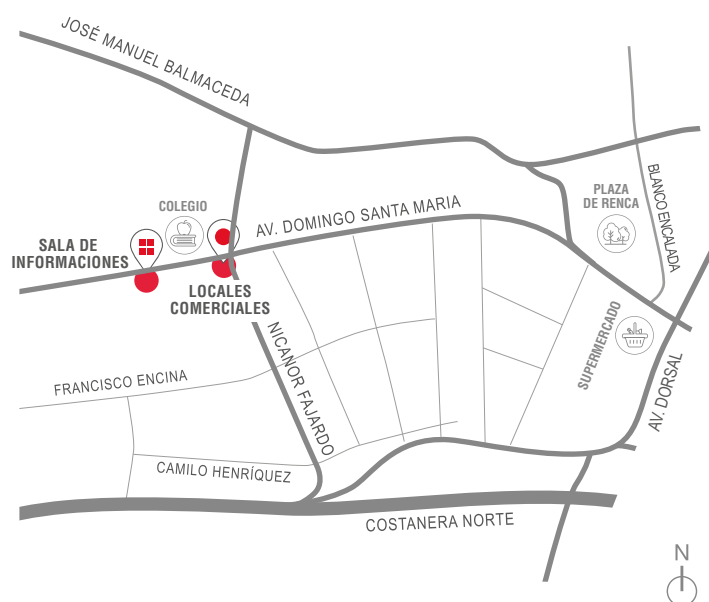 JOSÉ MANUEL BALMACEDA
COLEGIO
AV. DOMINGO SANTA MARIA
PLAZA
DE RENCA
BLANCO ENCALADA
SALA DE
INFORMACIONES
LOCALES
COMERCIALES
NICANOR FAJARDO
SUPERMERCADO
AV. DORSAL
FRANCISCO ENCINA
CAMILO HENRÍQUEZ
COSTANERA NORTE
N